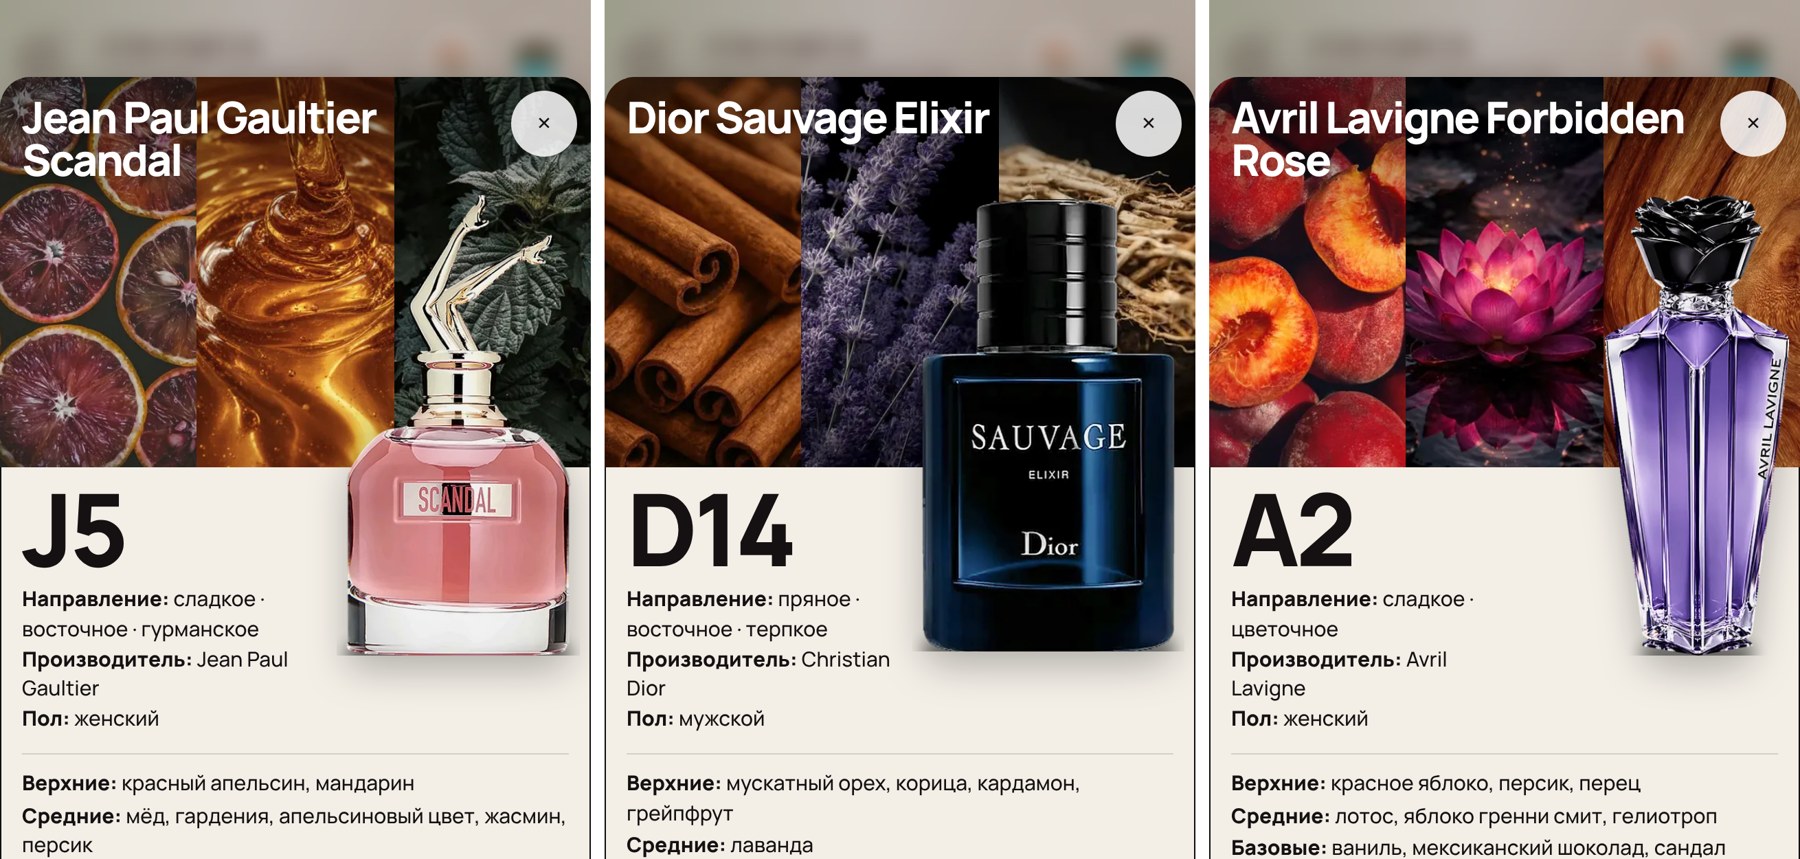 Jean Paul Gaultier
Scandal
×
SCANDAL
J5
Направление: сладкое ·
восточное · гурманское
Производитель: Jean Paul
Gaultier
Пол: женский
Верхние: красный апельсин, мандарин
Средние: мёд, гардения, апельсиновый цвет, жасмин,
персик
Dior Sauvage Elixir
×
SAUVAGE
ELIXIR
Dior
D14
Направление: пряное ·
восточное · терпкое
Производитель: Christian
Dior
Пол: мужской
Верхние: мускатный орех, корица, кардамон,
грейпфрут
Средние: лаванда
Avril Lavigne Forbidden
Rose
×
AVRIL LAVIGNE
A2
Направление: сладкое ·
цветочное
Производитель: Avril
Lavigne
Пол: женский
Верхние: красное яблоко, персик, перец
Средние: лотос, яблоко гренни смит, гелиотроп
Базовые: ваниль, мексиканский шоколад, сандал